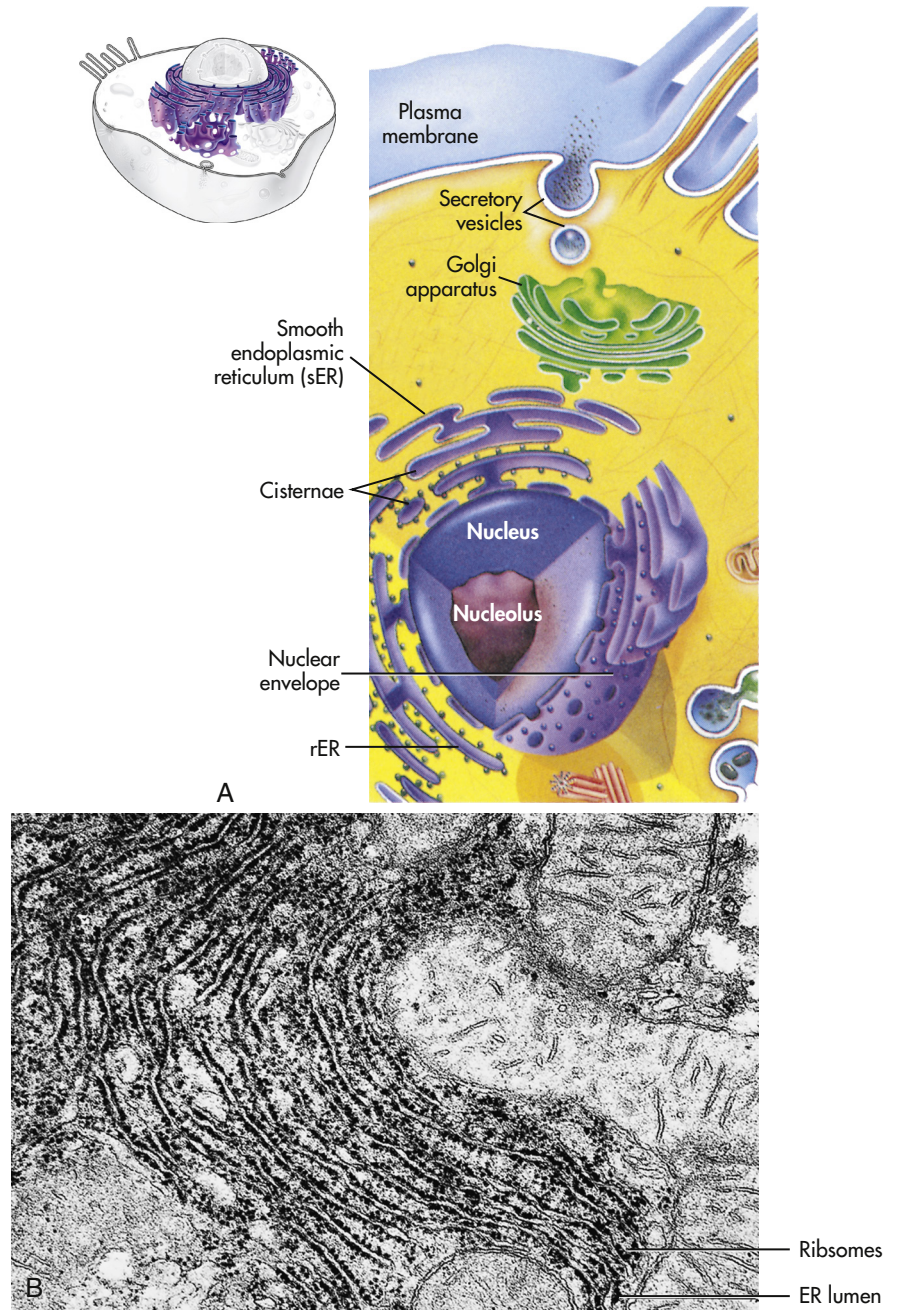 Plasma
membrane
Secretory
vesicles
Golgi
apparatus
Smooth
endoplasmic
reticulum (sER)
Cisternae
Nucleus
Nucleolus
Nuclear
envelope
rER
A
B
Ribsomes
ER lumen